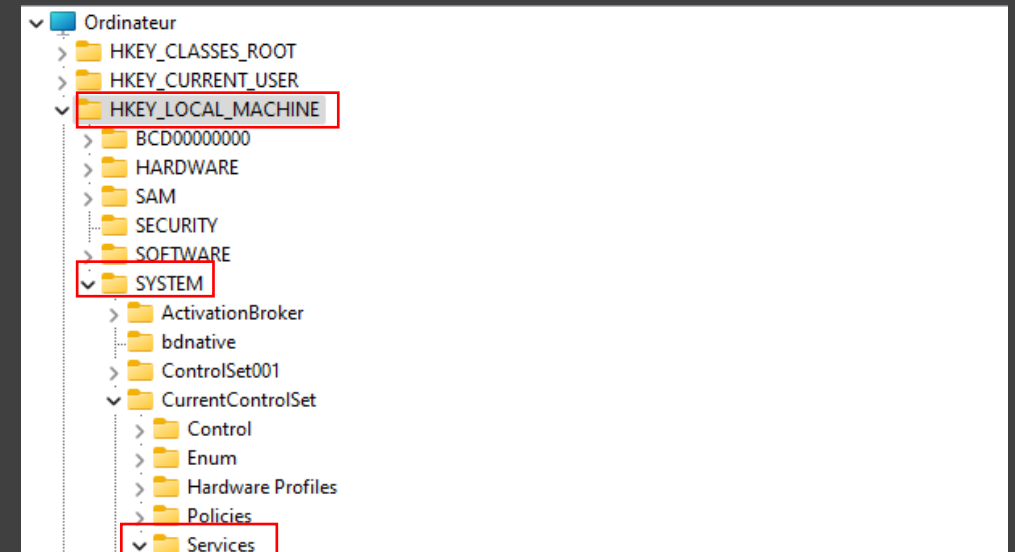 Ordinateur
HKEY_CLASSES_ROOT
HKEY_CURRENT_USER
HKEY_LOCAL_MACHINE
BCD00000000
HARDWARE
SAM
SECURITY
SOFTWARE
SYSTEM
ActivationBroker
bdnative
ControlSet001
CurrentControlSet
Control
Enum
Hardware Profiles
Policies
Services